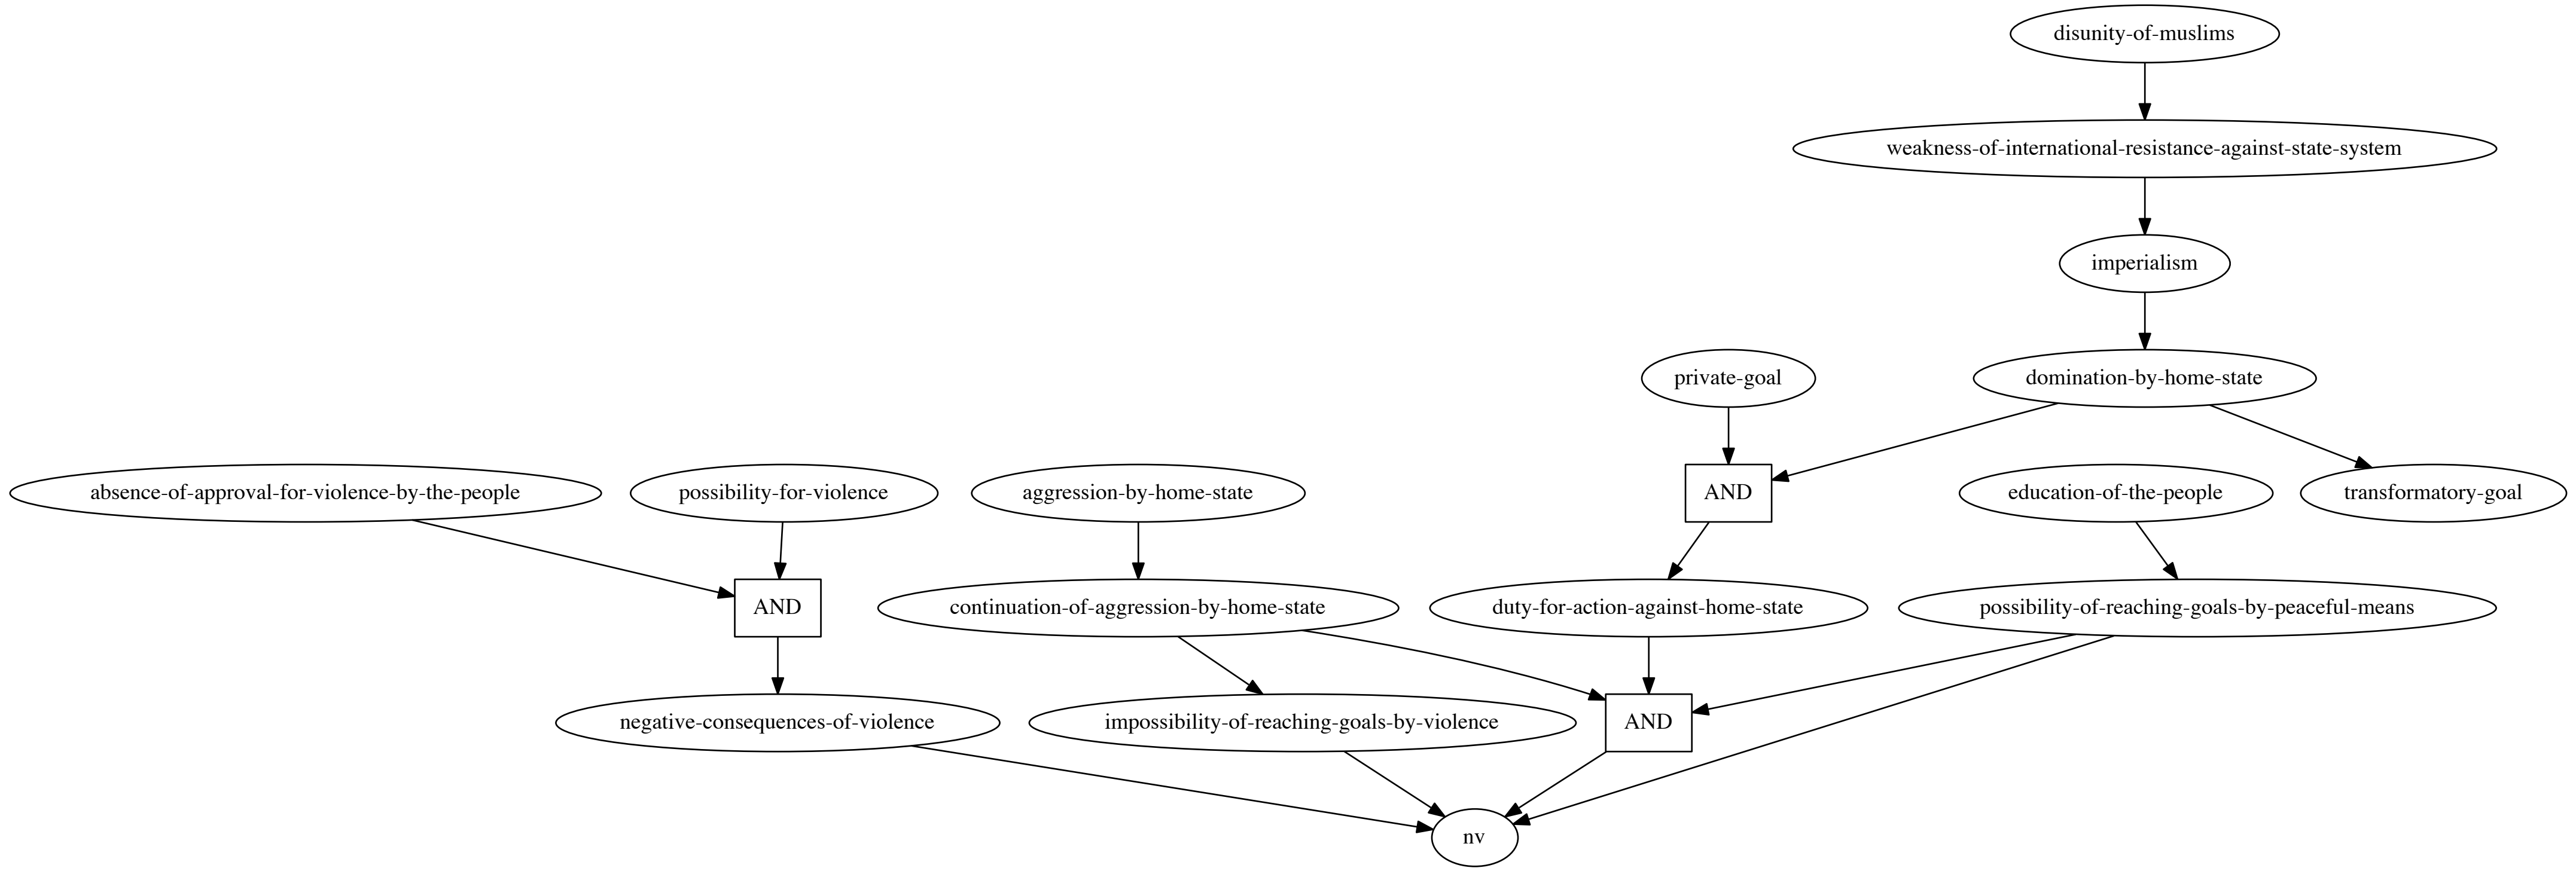 disunity-of-muslims
weakness-of-international-resistance-against-state-system
imperialism
private-goal
domination-by-home-state
absence-of-approval-for-violence-by-the-people
possibility-for-violence
aggression-by-home-state
AND
education-of-the-people
transformatory-goal
AND
continuation-of-aggression-by-home-state
duty-for-action-against-home-state
possibility-of-reaching-goals-by-peaceful-means
negative-consequences-of-violence
impossibility-of-reaching-goals-by-violence
AND
nv